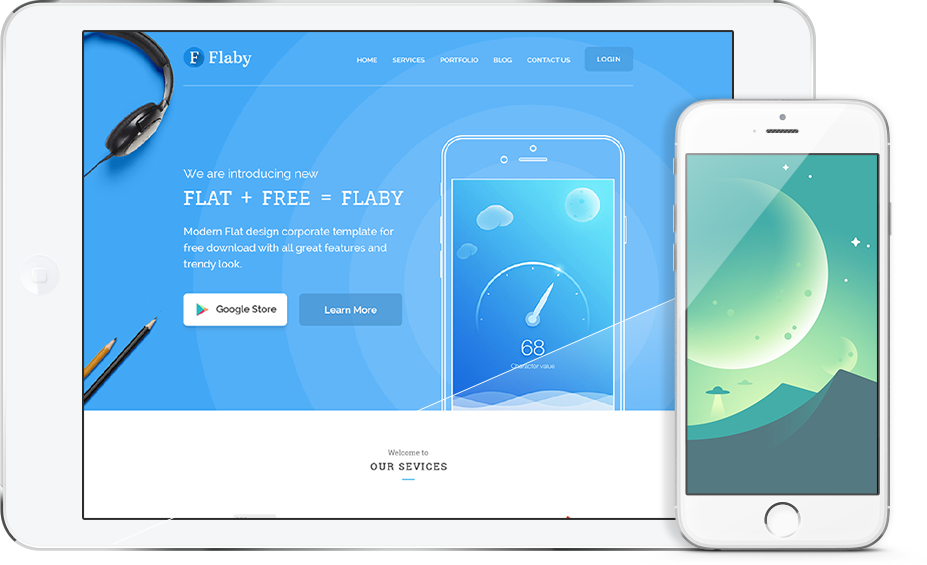 F Flaby
HOME SERVICES PORTFOLIO BLOG CONTACT US LOGIN
We are introducing new
FLAT + FREE = FLABY
Modern Flat design corporate template for
free download with all great features and
trendy look.
Google Store Learn More
68
Character value
Welcome to
OUR SEVICES